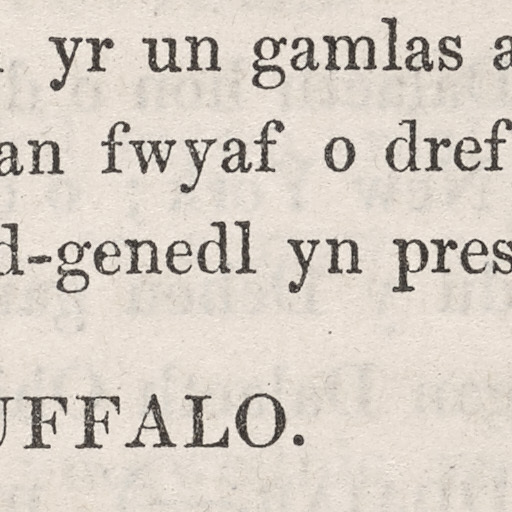 yr un gamlas a
an fwyaf o dref
d-genedl yn pres
UFFALO.